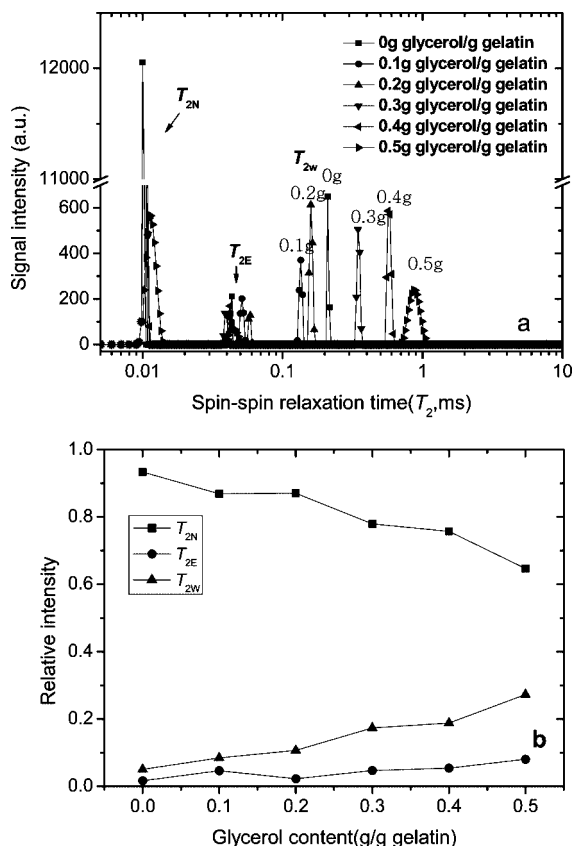 0g glycerol/g gelatin
0.1g glycerol/g gelatin
0.2g glycerol/g gelatin
0.3g glycerol/g gelatin
0.4g glycerol/g gelatin
0.5g glycerol/g gelatin
12000
11000
600
400
200
0
Signal intensity (a.u.)
T2N
T2E
T2w
0g
0.2g
0.1g
0.3g
0.4g
0.5g
a
0.01
0.1
1
10
Spin-spin relaxation time(T2,ms)
1.0
0.8
0.6
0.4
0.2
0.0
Relative intensity
T2N
T2E
T2W
b
0.0
0.1
0.2
0.3
0.4
0.5
Glycerol content(g/g gelatin)